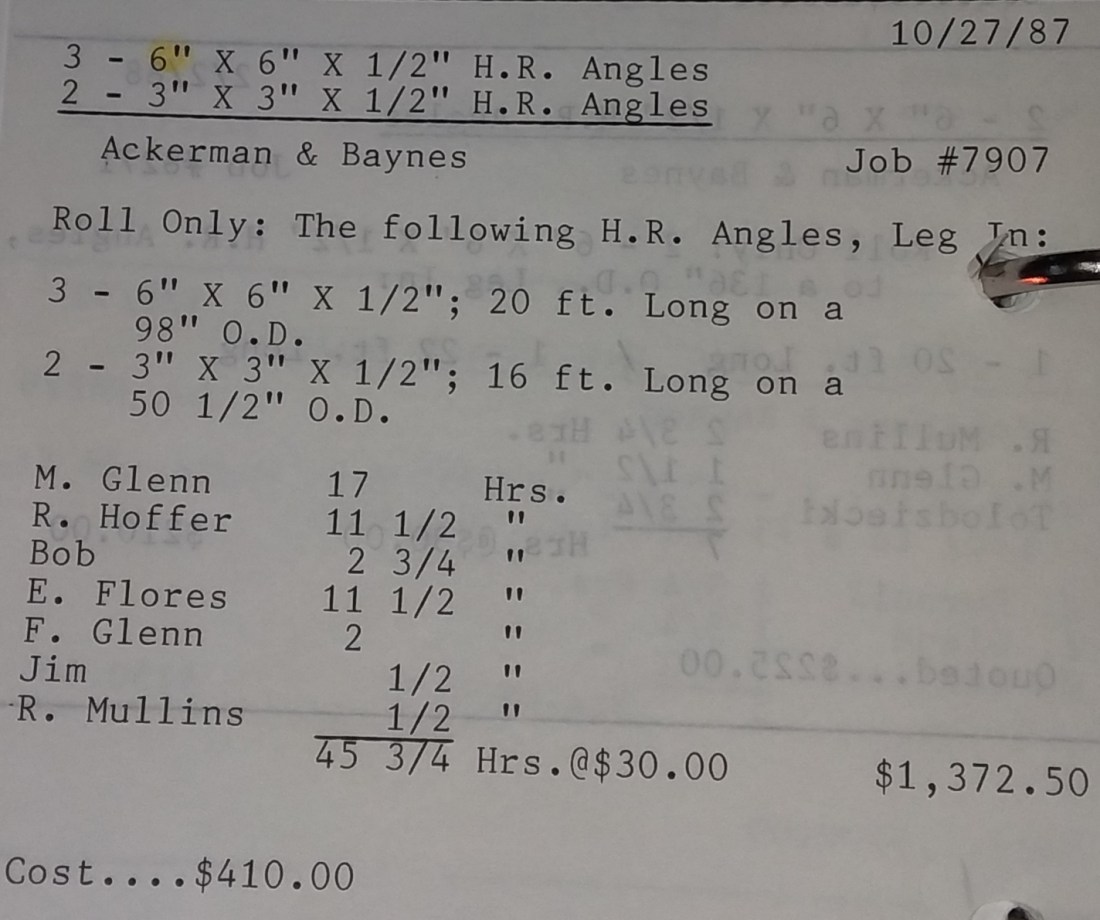 10/27/87
3 - 6" X 6" X 1/2" H.R. Angles
2 - 3" X 3" X 1/2" H.R. Angles
Ackerman & Baynes Job #7907
Roll Only: The following H.R. Angles, Leg In:
3 - 6" X 6" X 1/2"; 20 ft. Long on a
98" O.D.
2 - 3" X 3" X 1/2"; 16 ft. Long on a
50 1/2" O.D.
M. Glenn 17 Hrs.
R. Hoffer 11 1/2 "
Bob 2 3/4 "
E. Flores 11 1/2 "
F. Glenn 2 "
Jim 1/2 "
R. Mullins 1/2 "
45 3/4 Hrs.@$30.00 $1,372.50
Cost....$410.00